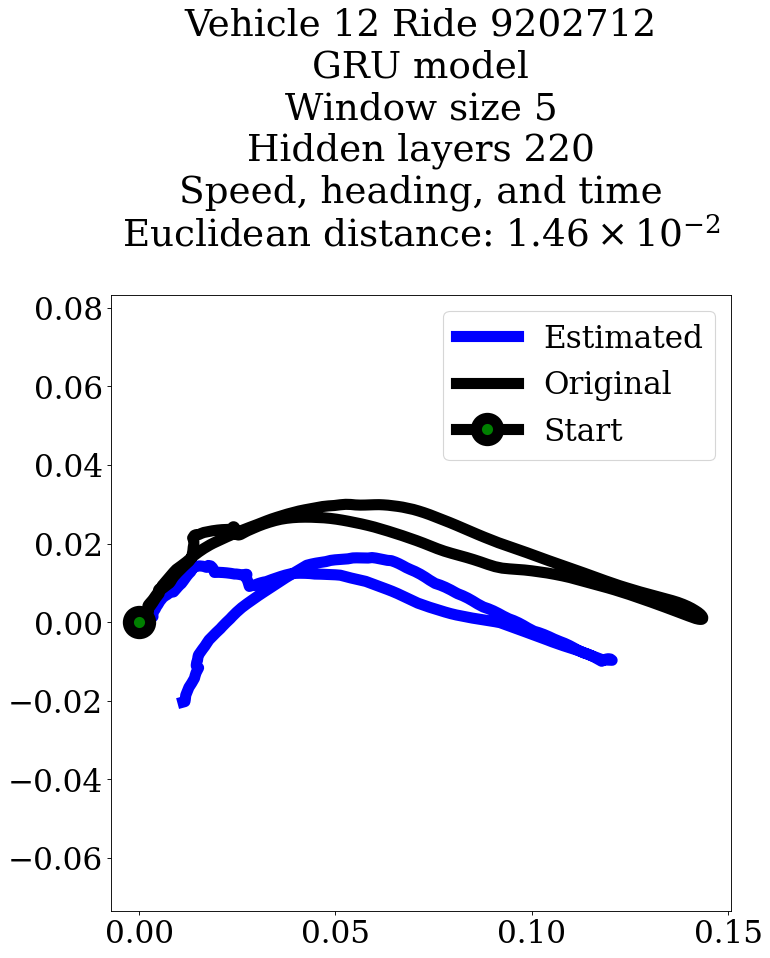 Vehicle 12 Ride 9202712
GRU model
Window size 5
Hidden layers 220
Speed, heading, and time
Euclidean distance: 1.46 × 10⁻²
Estimated
Original
Start
0.08
0.06
0.04
0.02
0.00
−0.02
−0.04
−0.06
0.00 0.05 0.10 0.15